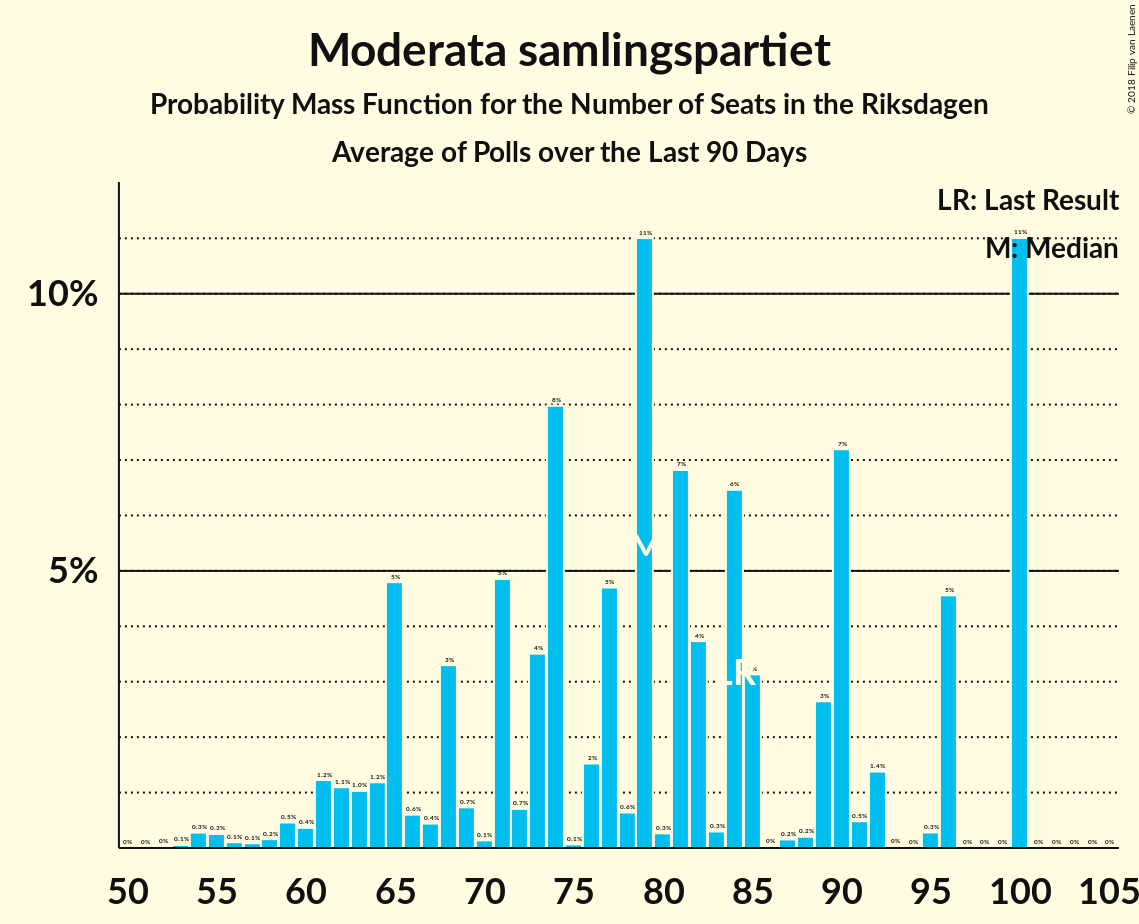 Moderata samlingspartiet
Probability Mass Function for the Number of Seats in the Riksdagen
Average of Polls over the Last 90 Days
© 2018 Filip van Laenen
LR: Last Result
M: Median
10%
5%
0% 0% 0% 0.1% 0.3% 0.3% 0.1% 0.1% 0.2% 0.5% 0.4% 1.2% 1.1% 1.0% 1.2% 5% 0.6% 0.4% 3% 0.7% 0.1% 5% 0.7% 4% 8% 0.1% 2% 5% 0.6% 11% 0.3% 7% 4% 0.3% 6% 0% 0.2% 0.2% 3% 7% 0.5% 1.4% 0% 0% 0.3% 5% 0% 0% 0% 11% 0% 0% 0% 0% 0%
M
LR
50 55 60 65 70 75 80 85 90 95 100 105